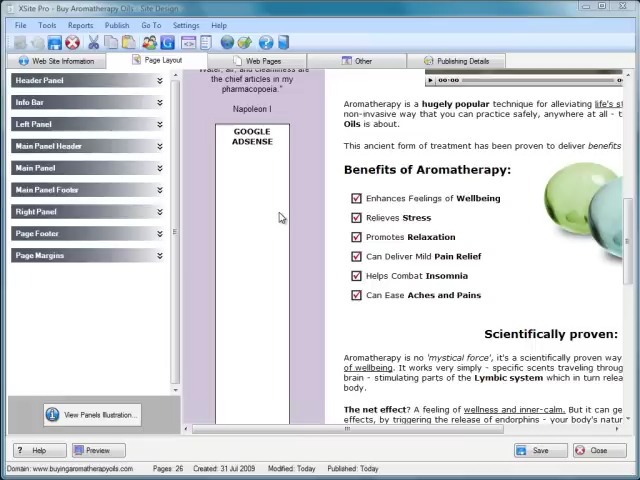 XSite Pro - Buy Aromatherapy Oils - Site Design
File Tools Reports Publish Go To Settings Help
Web Site Information Page Layout Web Pages Other Publishing Details
Header Panel
Info Bar
Left Panel
Main Panel Header
Main Panel
Main Panel Footer
Right Panel
Page Footer
Page Margins
View Panels Illustration...
"Water, air, and cleanliness are
the chief articles in my
pharmacopoeia."
Napoleon I
GOOGLE
ADSENSE
00:00 00:00
Aromatherapy is a hugely popular technique for alleviating life's
non-invasive way that you can practice safely, anywhere at all - t
Oils is about.
This ancient form of treatment has been proven to deliver benefits
Benefits of Aromatherapy:
Enhances Feelings of Wellbeing
Relieves Stress
Promotes Relaxation
Can Deliver Mild Pain Relief
Helps Combat Insomnia
Can Ease Aches and Pains
Scientifically proven:
Aromatherapy is no 'mystical force', it's a scientifically proven way
of wellbeing. It works very simply - specific scents traveling throug
brain - stimulating parts of the Lymbic system which in turn relea
body.
The net effect? A feeling of wellness and inner-calm. But it can ge
effects, by triggering the release of endorphins - your body's natur
Help Preview Save Close
Domain: www.buyingaromatherapyoils.com Pages: 26 Created: 31 Jul 2009 Modified: Today Published: Today